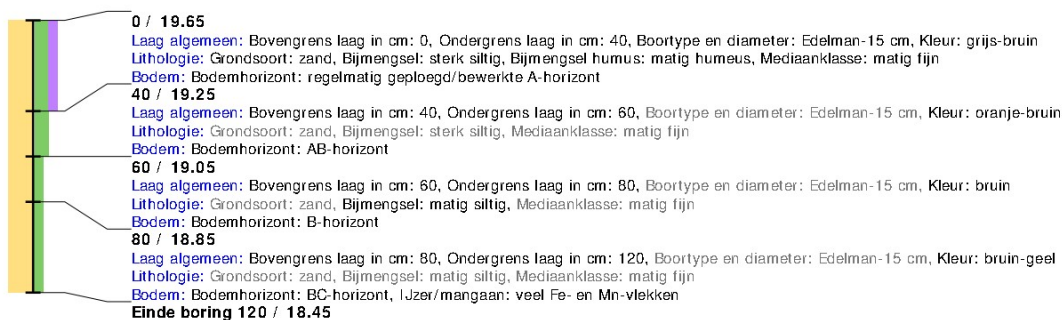 0 / 19.65
Laag algemeen: Bovengrens laag in cm: 0, Ondergrens laag in cm: 40, Boortype en diameter: Edelman-15 cm, Kleur: grijs-bruin
Lithologie: Grondsoort: zand, Bijmengsel: sterk siltig, Bijmengsel humus: matig humeus, Mediaanklasse: matig fijn
Bodem: Bodemhorizont: regelmatig geploegd/bewerkte A-horizont
40 / 19.25
Laag algemeen: Bovengrens laag in cm: 40, Ondergrens laag in cm: 60, Boortype en diameter: Edelman-15 cm, Kleur: oranje-bruin
Lithologie: Grondsoort: zand, Bijmengsel: sterk siltig, Mediaanklasse: matig fijn
Bodem: Bodemhorizont: AB-horizont
60 / 19.05
Laag algemeen: Bovengrens laag in cm: 60, Ondergrens laag in cm: 80, Boortype en diameter: Edelman-15 cm, Kleur: bruin
Lithologie: Grondsoort: zand, Bijmengsel: matig siltig, Mediaanklasse: matig fijn
Bodem: Bodemhorizont: B-horizont
80 / 18.85
Laag algemeen: Bovengrens laag in cm: 80, Ondergrens laag in cm: 120, Boortype en diameter: Edelman-15 cm, Kleur: bruin-geel
Lithologie: Grondsoort: zand, Bijmengsel: matig siltig, Mediaanklasse: matig fijn
Bodem: Bodemhorizont: BC-horizont, IJzer/mangaan: veel Fe- en Mn-vlekken
Einde boring 120 / 18.45